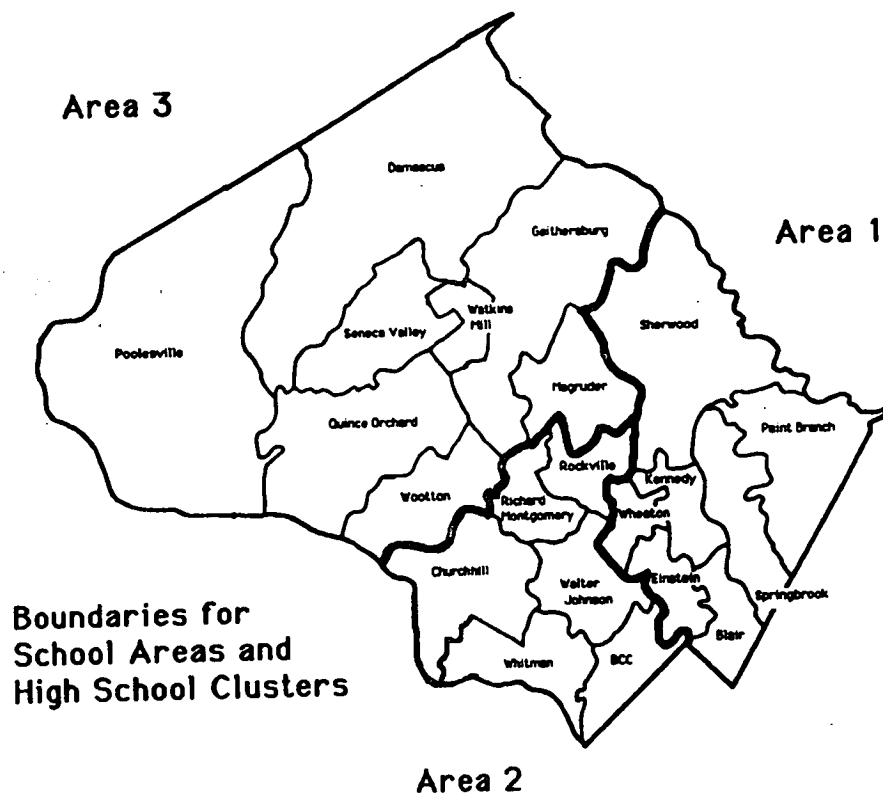 Area 3
Damascus
Gaithersburg
Area 1
Watkins
Mill
Sherwood
Seneca Valley
Poolesville
Magruder
Quince Orchard
Paint Branch
Rockville
Kennedy
Wootton
Richard
Montgomery
Wheaton
Churchhill
Einstein
Walter
Johnson
Springbrook
Boundaries for
School Areas and
High School Clusters
Blair
Whitman
BCC
Area 2